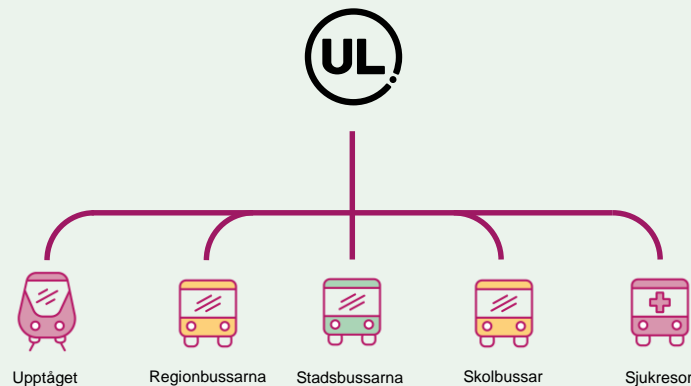 UL
Upptåget
Regionbussarna
Stadsbussarna
Skolbussar
Sjukresor